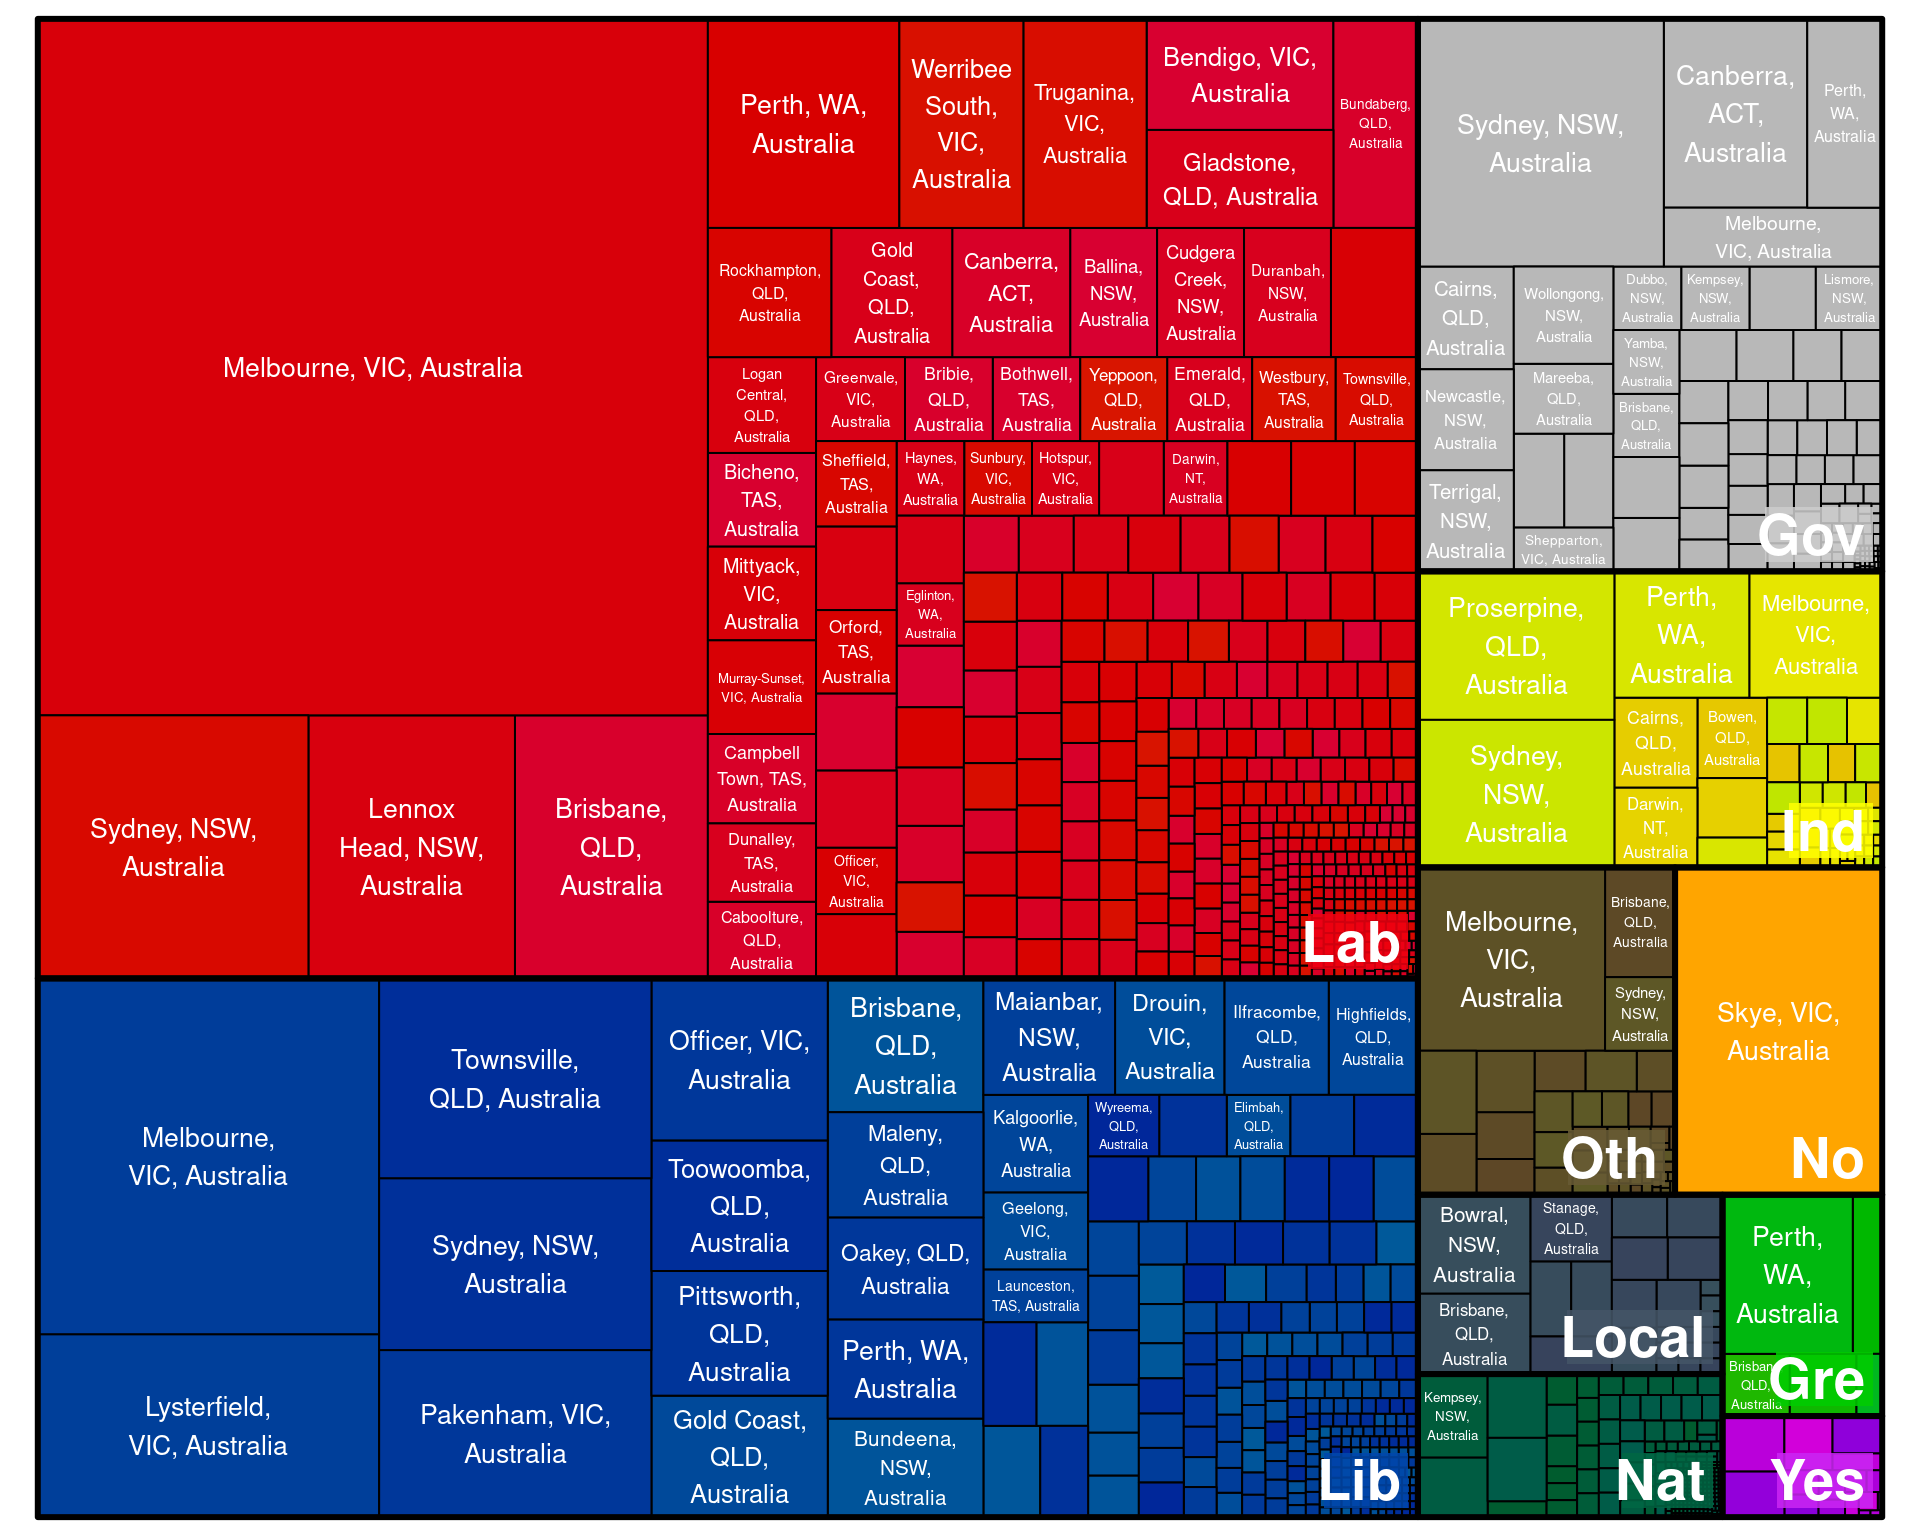 Melbourne, VIC, Australia
Sydney, NSW,
Australia
Lennox
Head, NSW,
Australia
Brisbane,
QLD,
Australia
Perth, WA,
Australia
Werribee
South,
VIC,
Australia
Truganina,
VIC,
Australia
Bendigo, VIC,
Australia
Gladstone,
QLD, Australia
Bundaberg,
QLD,
Australia
Rockhampton,
QLD,
Australia
Gold
Coast,
QLD,
Australia
Canberra,
ACT,
Australia
Ballina,
NSW,
Australia
Cudgera
Creek,
NSW,
Australia
Duranbah,
NSW,
Australia
Logan
Central,
QLD,
Australia
Greenvale,
VIC,
Australia
Bribie,
QLD,
Australia
Bothwell,
TAS,
Australia
Yeppoon,
QLD,
Australia
Emerald,
QLD,
Australia
Westbury,
TAS,
Australia
Townsville,
QLD,
Australia
Bicheno,
TAS,
Australia
Sheffield,
TAS,
Australia
Haynes,
WA,
Australia
Sunbury,
VIC,
Australia
Hotspur,
VIC,
Australia
Darwin,
NT,
Australia
Mittyack,
VIC,
Australia
Eglinton,
WA,
Australia
Orford,
TAS,
Australia
Murray-Sunset,
VIC, Australia
Campbell
Town, TAS,
Australia
Dunalley,
TAS,
Australia
Officer,
VIC,
Australia
Caboolture,
QLD,
Australia
Lab
Sydney, NSW,
Australia
Canberra,
ACT,
Australia
Perth,
WA,
Australia
Melbourne,
VIC, Australia
Cairns,
QLD,
Australia
Wollongong,
NSW,
Australia
Dubbo,
NSW,
Australia
Kempsey,
NSW,
Australia
Lismore,
NSW,
Australia
Newcastle,
NSW,
Australia
Mareeba,
QLD,
Australia
Yamba,
NSW,
Australia
Brisbane,
QLD,
Australia
Terrigal,
NSW,
Australia
Shepparton,
VIC, Australia
Gov
Proserpine,
QLD,
Australia
Perth,
WA,
Australia
Melbourne,
VIC,
Australia
Sydney,
NSW,
Australia
Cairns,
QLD,
Australia
Bowen,
QLD,
Australia
Darwin,
NT,
Australia
Ind
Melbourne,
VIC,
Australia
Brisbane,
QLD,
Australia
Sydney,
NSW,
Australia
Oth
Skye, VIC,
Australia
No
Melbourne,
VIC, Australia
Lysterfield,
VIC, Australia
Townsville,
QLD, Australia
Sydney, NSW,
Australia
Pakenham, VIC,
Australia
Officer, VIC,
Australia
Toowoomba,
QLD,
Australia
Pittsworth,
QLD,
Australia
Gold Coast,
QLD,
Australia
Brisbane,
QLD,
Australia
Maleny,
QLD,
Australia
Oakey, QLD,
Australia
Perth, WA,
Australia
Bundeena,
NSW,
Australia
Maianbar,
NSW,
Australia
Drouin,
VIC,
Australia
Ilfracombe,
QLD,
Australia
Highfields,
QLD,
Australia
Kalgoorlie,
WA,
Australia
Wyreema,
QLD,
Australia
Elimbah,
QLD,
Australia
Geelong,
VIC,
Australia
Launceston,
TAS, Australia
Lib
Bowral,
NSW,
Australia
Stanage,
QLD,
Australia
Brisbane,
QLD,
Australia
Local
Perth,
WA,
Australia
Brisbane,
QLD,
Australia
Gre
Kempsey,
NSW,
Australia
Nat
Yes